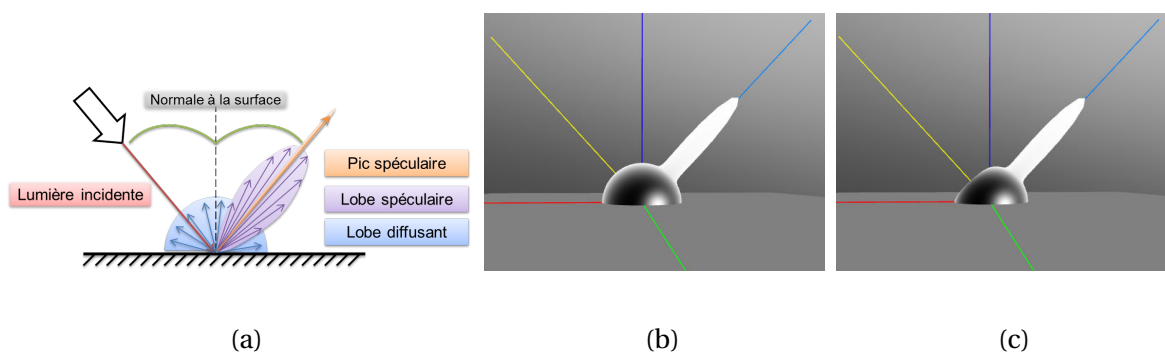 Normale à la surface
Pic spéculaire
Lumière incidente
Lobe spéculaire
Lobe diffusant
(a)
(b)
(c)